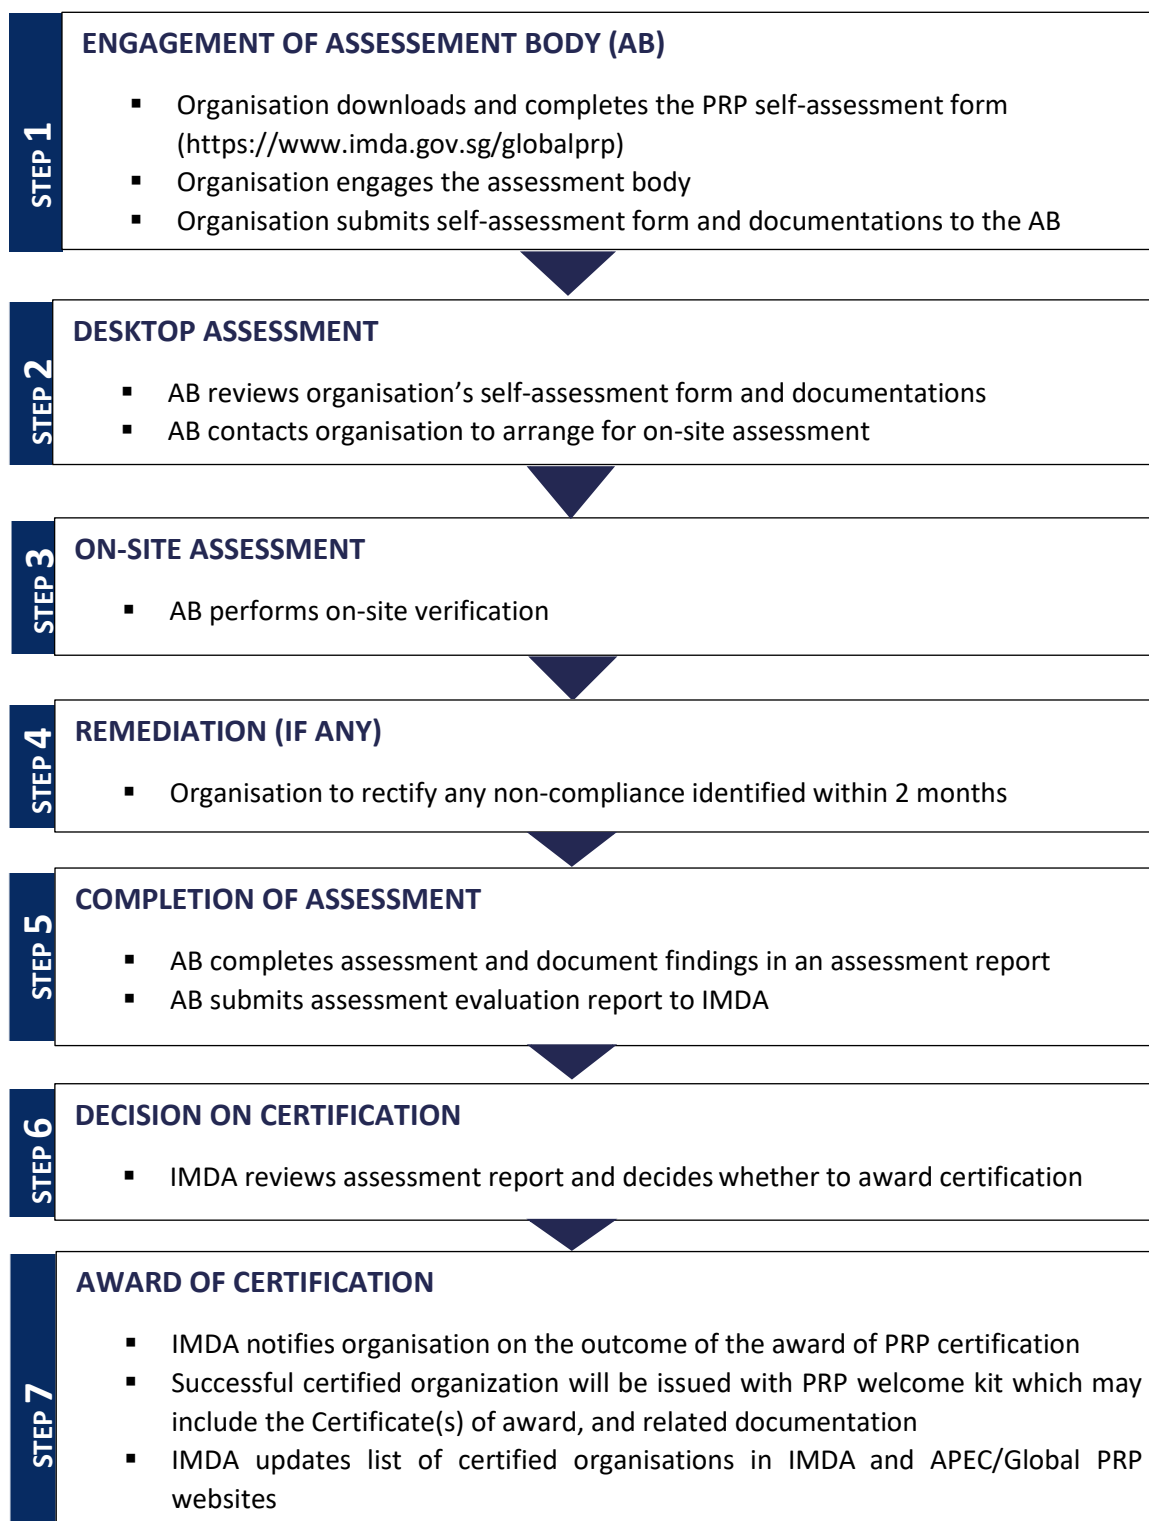 STEP 1
ENGAGEMENT OF ASSESSEMENT BODY (AB)
▪ Organisation downloads and completes the PRP self-assessment form
(https://www.imda.gov.sg/globalprp)
▪ Organisation engages the assessment body
▪ Organisation submits self-assessment form and documentations to the AB
STEP 2
DESKTOP ASSESSMENT
▪ AB reviews organisation’s self-assessment form and documentations
▪ AB contacts organisation to arrange for on-site assessment
STEP 3
ON-SITE ASSESSMENT
▪ AB performs on-site verification
STEP 4
REMEDIATION (IF ANY)
▪ Organisation to rectify any non-compliance identified within 2 months
STEP 5
COMPLETION OF ASSESSMENT
▪ AB completes assessment and document findings in an assessment report
▪ AB submits assessment evaluation report to IMDA
STEP 6
DECISION ON CERTIFICATION
▪ IMDA reviews assessment report and decides whether to award certification
STEP 7
AWARD OF CERTIFICATION
▪ IMDA notifies organisation on the outcome of the award of PRP certification
▪ Successful certified organization will be issued with PRP welcome kit which may
include the Certificate(s) of award, and related documentation
▪ IMDA updates list of certified organisations in IMDA and APEC/Global PRP
websites